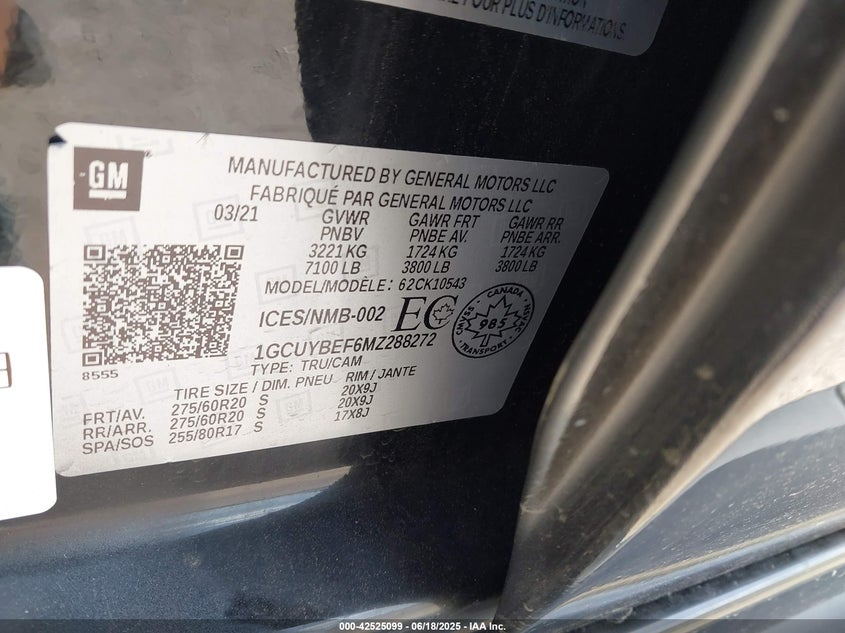 POUR PLUS D'INFORMATIONS.
GM
MANUFACTURED BY GENERAL MOTORS LLC
FABRIQUÉ PAR GENERAL MOTORS LLC
03/21 GVWR GAWR FRT GAWR RR
PNBV PNBE AV. PNBE ARR.
3221 KG 1724 KG 1724 KG
7100 LB 3800 LB 3800 LB
MODEL/MODÈLE: 62CK10543
ICES/NMB-002 EC CANADA 985 CMVSS NSVAC
1GCUYBEF6MZ288272
8555
TYPE: TRU/CAM
TIRE SIZE / DIM. PNEU RIM / JANTE
FRT/AV. 275/60R20 S 20X9J
RR/ARR. 275/60R20 S 20X9J
SPA/SOS 255/80R17 S 17X8J
000-42525099 - 06/18/2025 - IAA Inc.